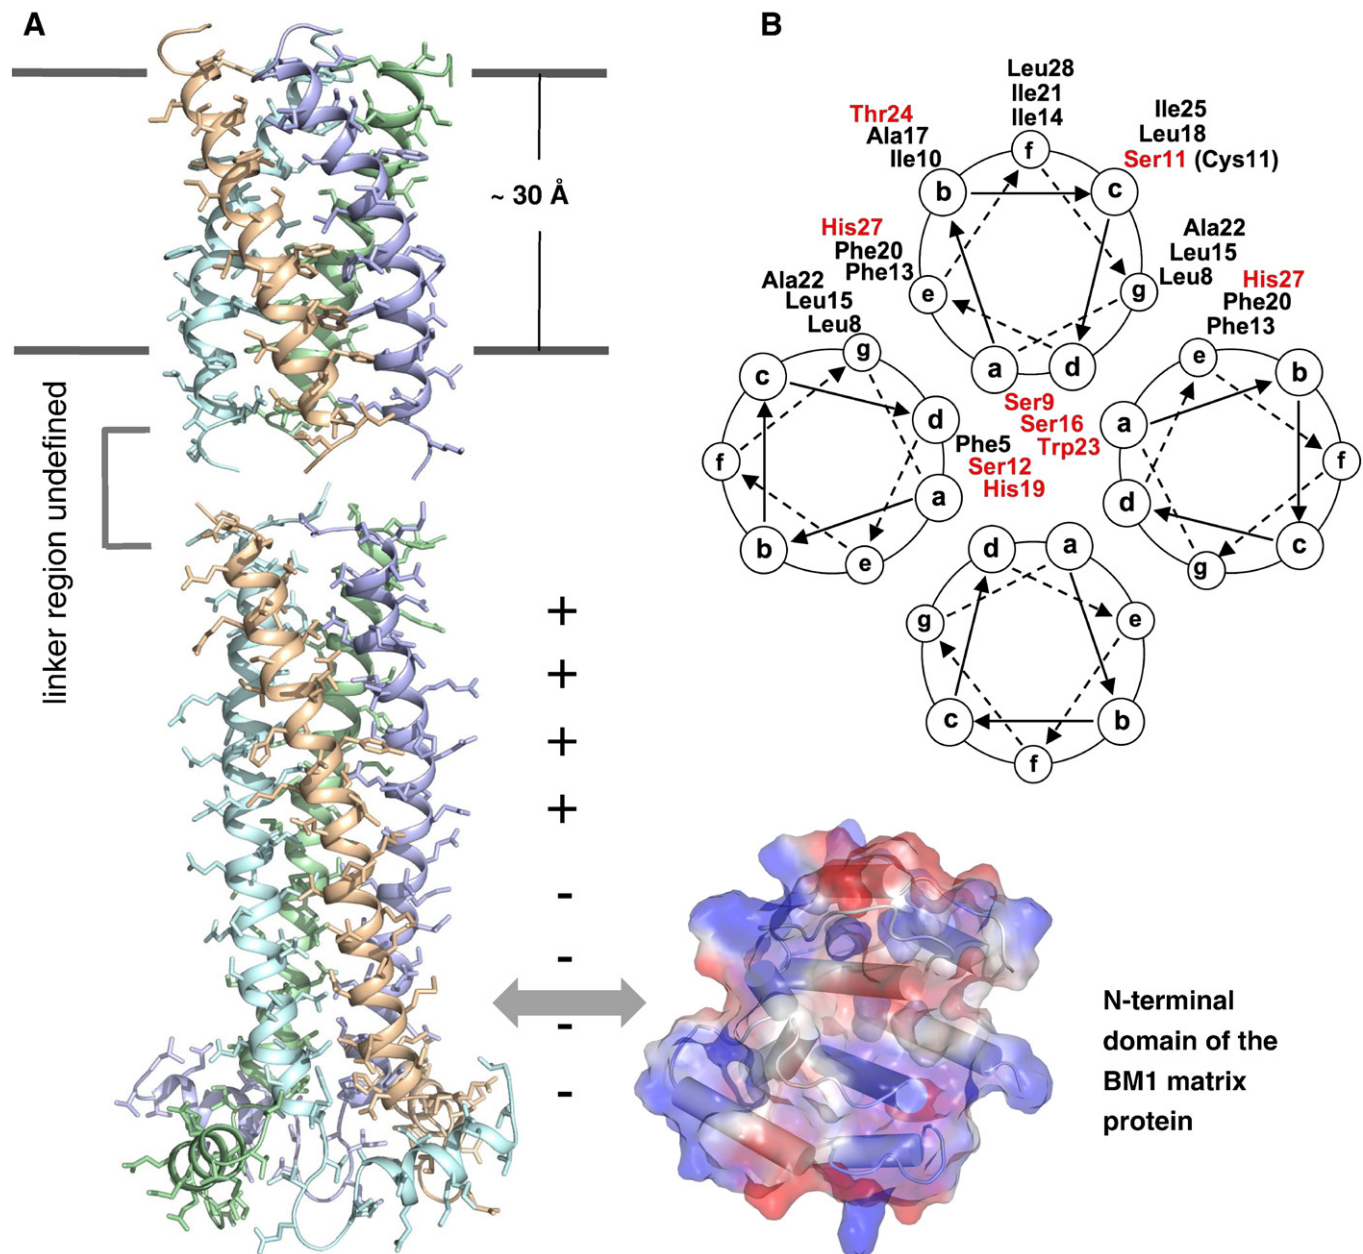 A
~ 30 Å
linker region undefined
+
+
+
+
-
-
-
-
B
Leu28
Ile21
Ile14
Thr24
Ala17
Ile10
Ile25
Leu18
Ser11 (Cys11)
f
b
c
e
g
a
d
His27
Phe20
Phe13
Ala22
Leu15
Leu8
Ala22
Leu15
Leu8
His27
Phe20
Phe13
g
c
d
f
a
b
e
Ser9
Ser16
Trp23
Phe5
Ser12
His19
e
b
a
f
d
c
g
d
a
g
e
c
b
f
N-terminal
domain of the
BM1 matrix
protein